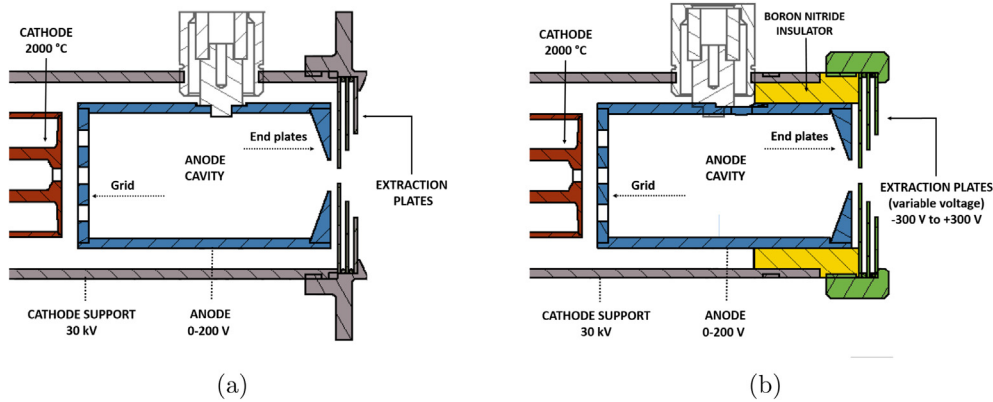 CATHODE
2000 °C
End plates
ANODE
CAVITY
Grid
EXTRACTION
PLATES
CATHODE SUPPORT
30 kV
ANODE
0-200 V
(a)
BORON NITRIDE
INSULATOR
CATHODE
2000 °C
End plates
ANODE
CAVITY
Grid
EXTRACTION PLATES
(variable voltage)
-300 V to +300 V
CATHODE SUPPORT
30 kV
ANODE
0-200 V
(b)